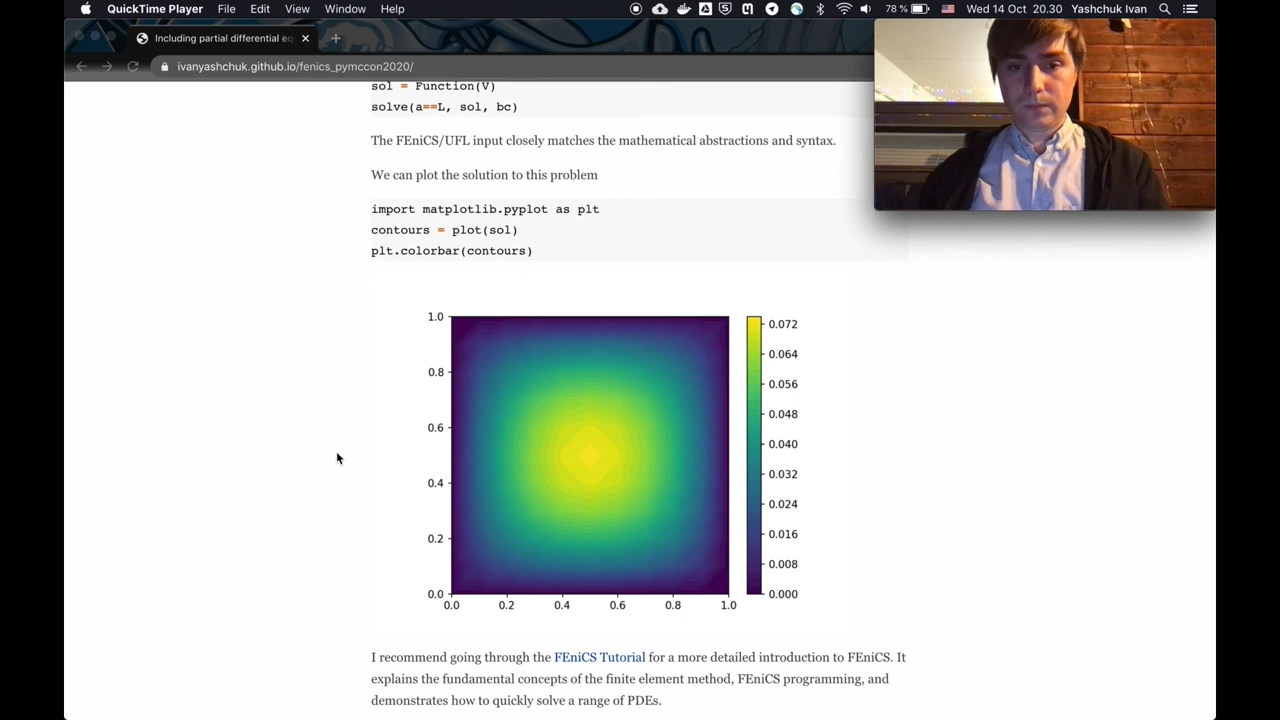 QuickTime Player File Edit View Window Help 78 % Wed 14 Oct 20.30 Yashchuk Ivan
Including partial differential eq
ivanyashchuk.github.io/fenics_pymccon2020/
sol = Function(V)
solve(a==L, sol, bc)
The FEniCS/UFL input closely matches the mathematical abstractions and syntax.
We can plot the solution to this problem
import matplotlib.pyplot as plt
contours = plot(sol)
plt.colorbar(contours)
1.0
0.8
0.6
0.4
0.2
0.0
0.0 0.2 0.4 0.6 0.8 1.0
0.072
0.064
0.056
0.048
0.040
0.032
0.024
0.016
0.008
0.000
I recommend going through the FEniCS Tutorial for a more detailed introduction to FEniCS. It
explains the fundamental concepts of the finite element method, FEniCS programming, and
demonstrates how to quickly solve a range of PDEs.